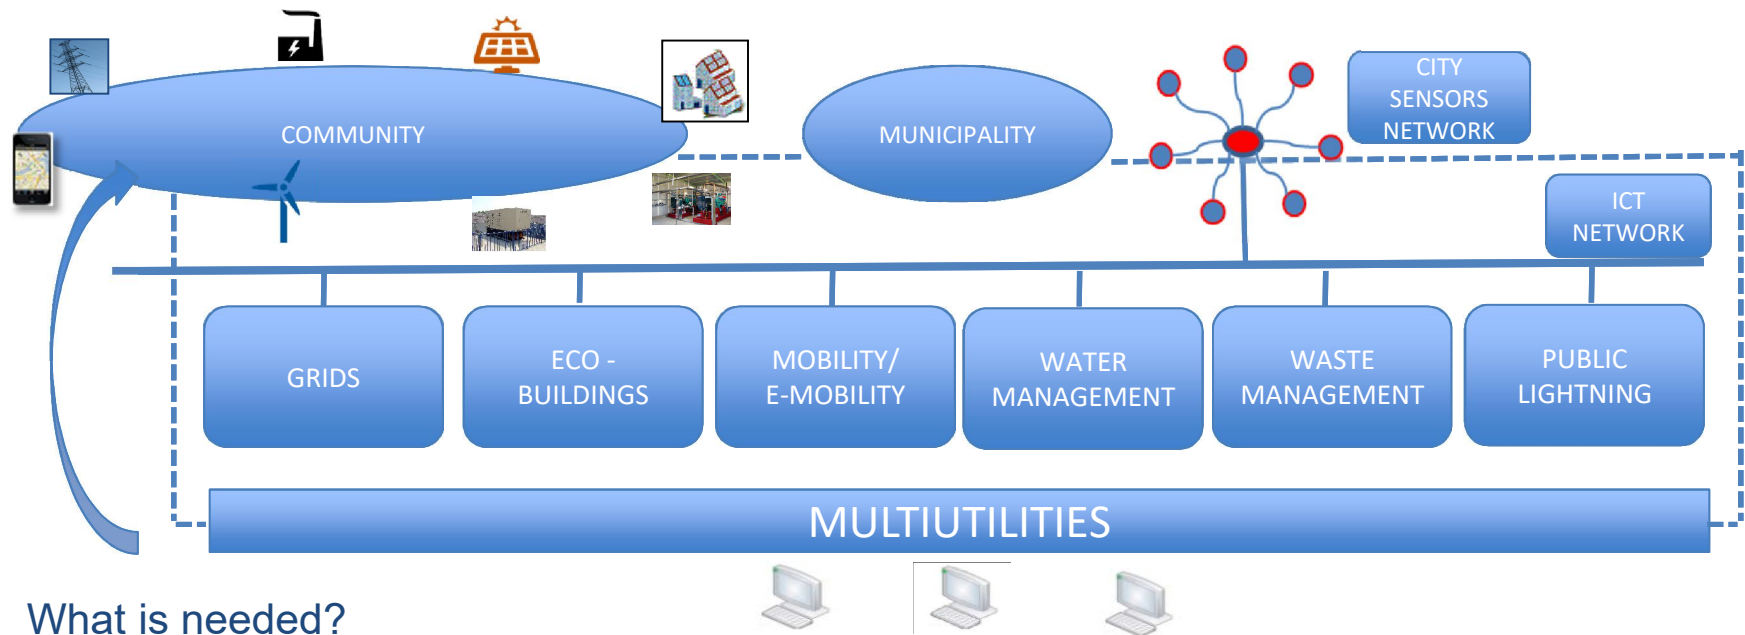 COMMUNITY
MUNICIPALITY
CITY
SENSORS
NETWORK
ICT
NETWORK
GRIDS
ECO -
BUILDINGS
MOBILITY/
E-MOBILITY
WATER
MANAGEMENT
WASTE
MANAGEMENT
PUBLIC
LIGHTNING
MULTIUTILITIES
What is needed?